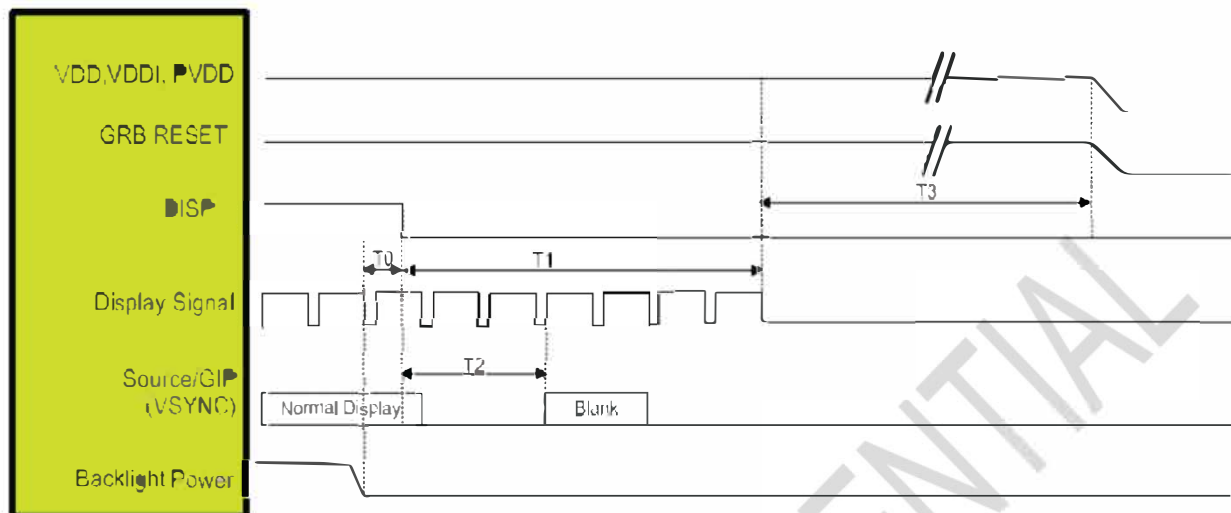 VDD,VDDI, PVDD
GRB RESET
T3
DISP
T0
T1
Display Signal
T2
Source/GIP
(VSYNC)
Normal Display
Blank
Backlight Power
ENTIAL